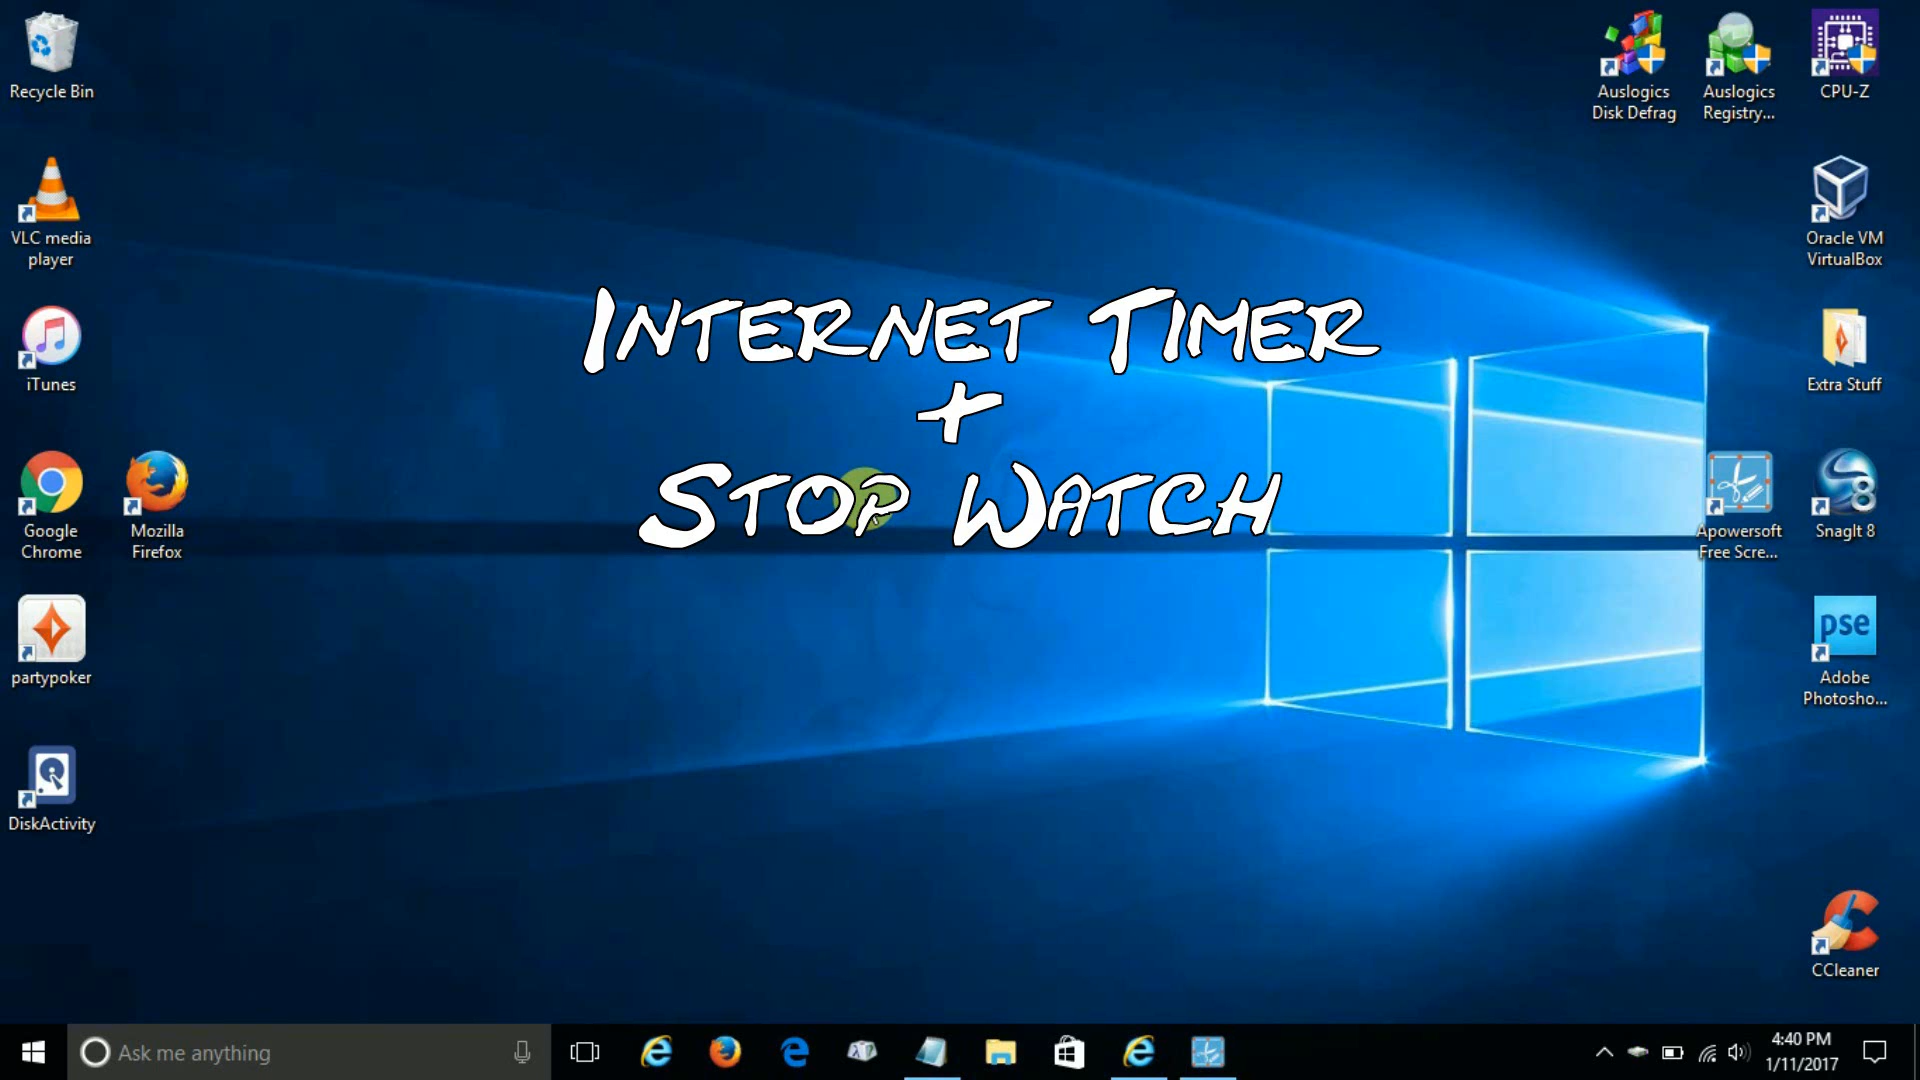 Recycle Bin
Auslogics
Disk Defrag
Auslogics
Registry...
CPU-Z
VLC media
player
Oracle VM
VirtualBox
INTERNET TIMER
+
STOP WATCH
iTunes
Extra Stuff
Google
Chrome
Mozilla
Firefox
Apowersoft
Free Scre...
8
SnagIt 8
partypoker
pse
Adobe
Photosho...
DiskActivity
CCleaner
Ask me anything
4:40 PM
1/11/2017